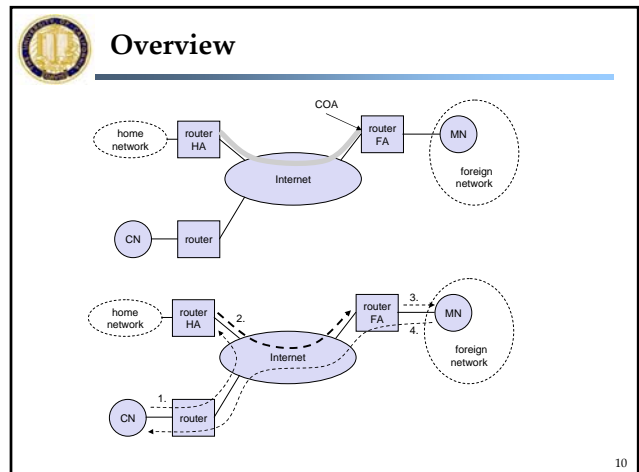 Overview
COA
home
network
router
HA
router
FA
MN
foreign
network
Internet
CN
router
home
network
router
HA
2.
router
FA
3.
MN
4.
foreign
network
Internet
1.
CN
router
10